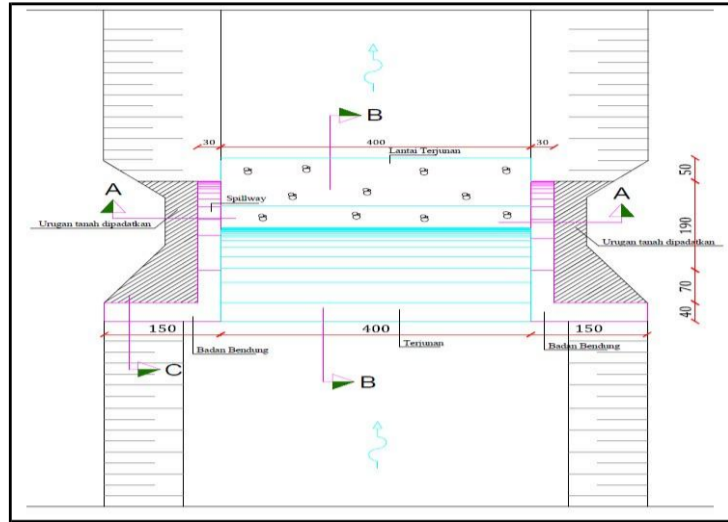 B
30
400
30
Lantai Terjunan
50
A
A
Spillway
Urugan tanah dipadatkan
Urugan tanah dipadatkan
190
70
40
150
400
150
Badan Bendung
Terjunan
Badan Bendung
C
B